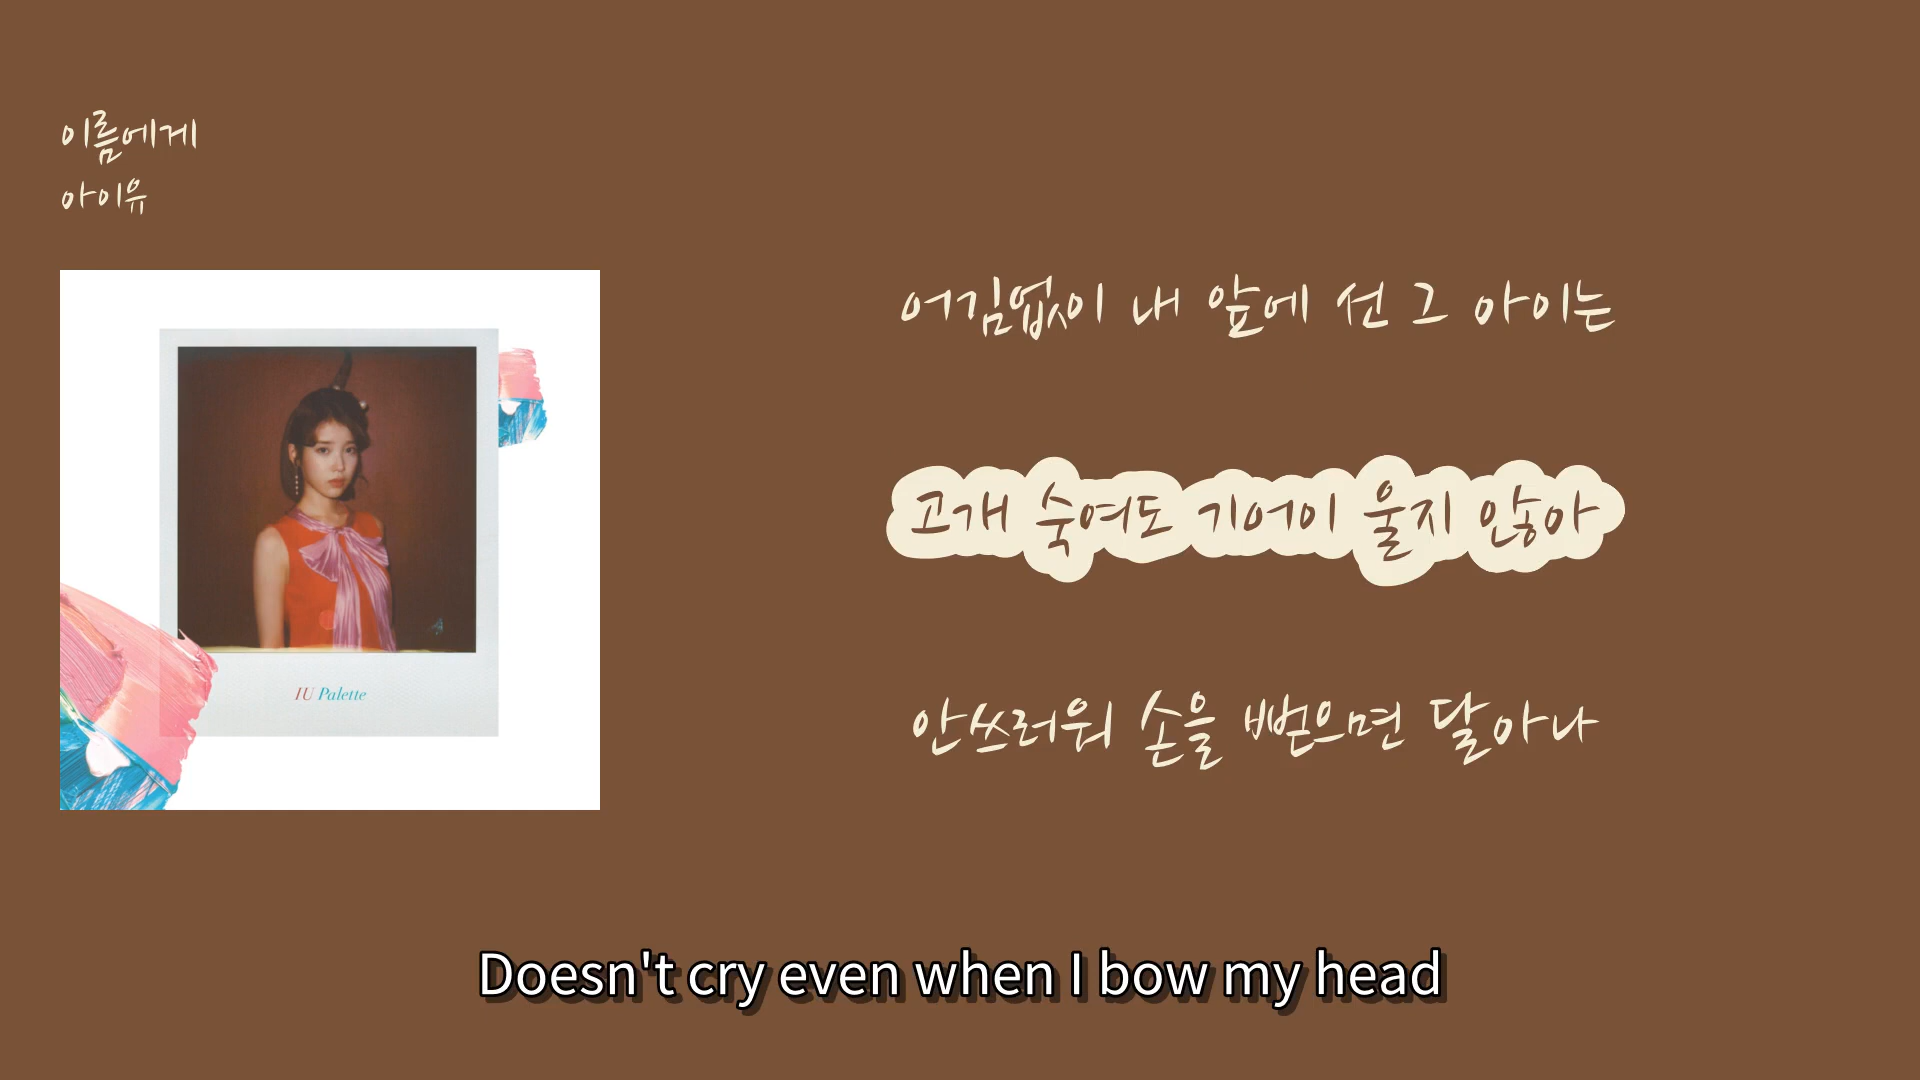 이름에게
아이유
IU Palette
어김없이 내 앞에 선 그 아이는
고개 숙여도 기어이 울지 않아
안쓰러워 손을 뻗으면 달아나
Doesn't cry even when I bow my head